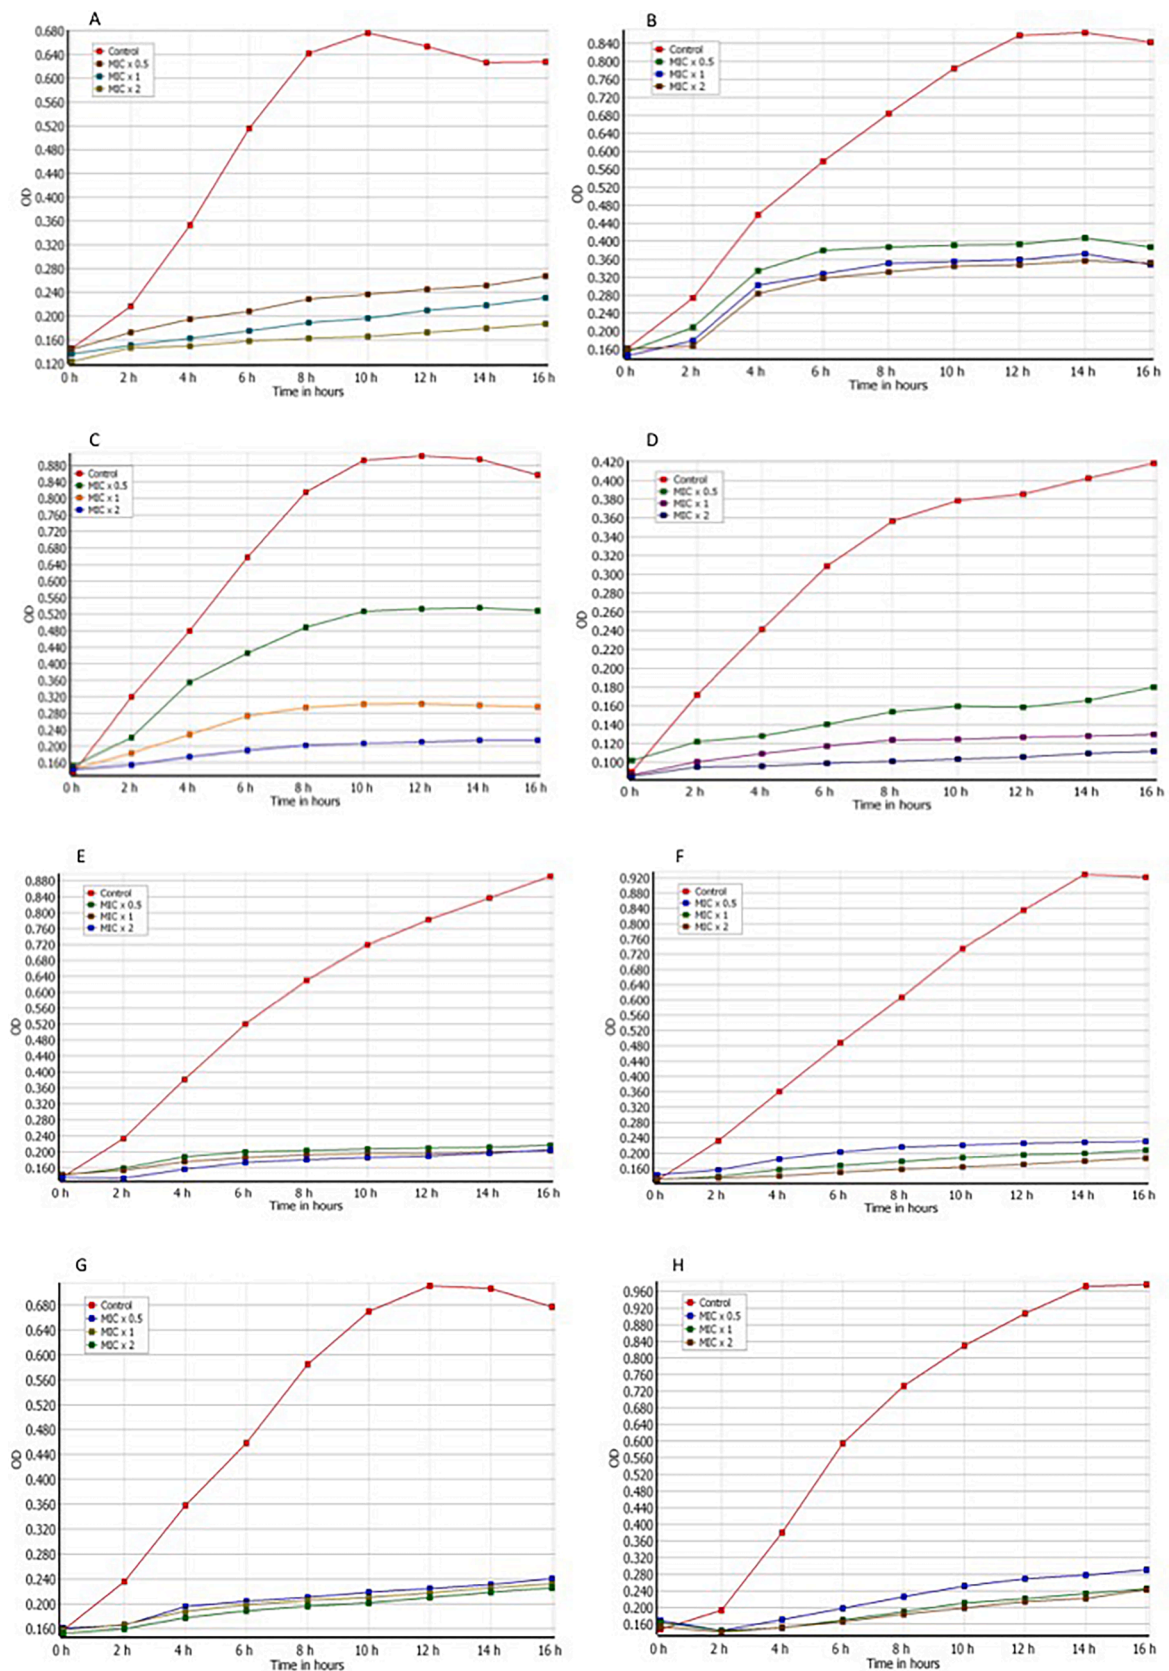 A
0.680
0.640
0.600
0.560
0.520
0.480
0.440
0.400
0.360
0.320
0.280
0.240
0.200
0.160
0.120
OD
Control
MIC x 0.5
MIC x 1
MIC x 2
0 h 2 h 4 h 6 h 8 h 10 h 12 h 14 h 16 h
Time in hours
B
0.840
0.800
0.760
0.720
0.680
0.640
0.600
0.560
0.520
0.480
0.440
0.400
0.360
0.320
0.280
0.240
0.200
0.160
OD
Control
MIC x 0.5
MIC x 1
MIC x 2
0 h 2 h 4 h 6 h 8 h 10 h 12 h 14 h 16 h
Time in hours
C
0.880
0.840
0.800
0.760
0.720
0.680
0.640
0.600
0.560
0.520
0.480
0.440
0.400
0.360
0.320
0.280
0.240
0.200
0.160
OD
Control
MIC x 0.5
MIC x 1
MIC x 2
0 h 2 h 4 h 6 h 8 h 10 h 12 h 14 h 16 h
Time in hours
D
0.420
0.400
0.380
0.360
0.340
0.320
0.300
0.280
0.260
0.240
0.220
0.200
0.180
0.160
0.140
0.120
0.100
OD
Control
MIC x 0.5
MIC x 1
MIC x 2
0 h 2 h 4 h 6 h 8 h 10 h 12 h 14 h 16 h
Time in hours
E
0.880
0.840
0.800
0.760
0.720
0.680
0.640
0.600
0.560
0.520
0.480
0.440
0.400
0.360
0.320
0.280
0.240
0.200
0.160
OD
Control
MIC x 0.5
MIC x 1
MIC x 2
0 h 2 h 4 h 6 h 8 h 10 h 12 h 14 h 16 h
Time in hours
F
0.920
0.880
0.840
0.800
0.760
0.720
0.680
0.640
0.600
0.560
0.520
0.480
0.440
0.400
0.360
0.320
0.280
0.240
0.200
0.160
OD
Control
MIC x 0.5
MIC x 1
MIC x 2
0 h 2 h 4 h 6 h 8 h 10 h 12 h 14 h 16 h
Time in hours
G
0.680
0.640
0.600
0.560
0.520
0.480
0.440
0.400
0.360
0.320
0.280
0.240
0.200
0.160
OD
Control
MIC x 0.5
MIC x 1
MIC x 2
0 h 2 h 4 h 6 h 8 h 10 h 12 h 14 h 16 h
Time in hours
H
0.960
0.920
0.880
0.840
0.800
0.760
0.720
0.680
0.640
0.600
0.560
0.520
0.480
0.440
0.400
0.360
0.320
0.280
0.240
0.200
0.160
OD
Control
MIC x 0.5
MIC x 1
MIC x 2
0 h 2 h 4 h 6 h 8 h 10 h 12 h 14 h 16 h
Time in hours